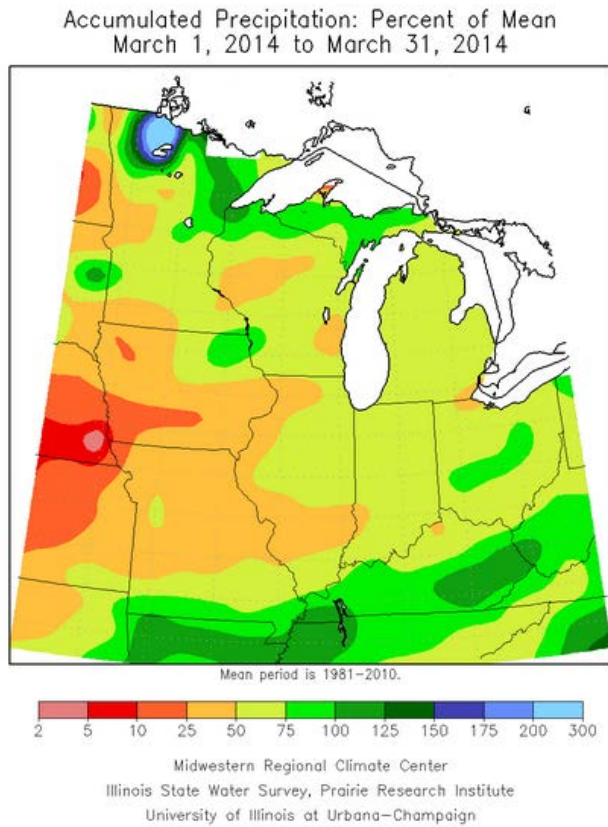 Accumulated Precipitation: Percent of Mean
March 1, 2014 to March 31, 2014
Mean period is 1981-2010.
2 5 10 25 50 75 100 125 150 175 200 300
Midwestern Regional Climate Center
Illinois State Water Survey, Prairie Research Institute
University of Illinois at Urbana-Champaign